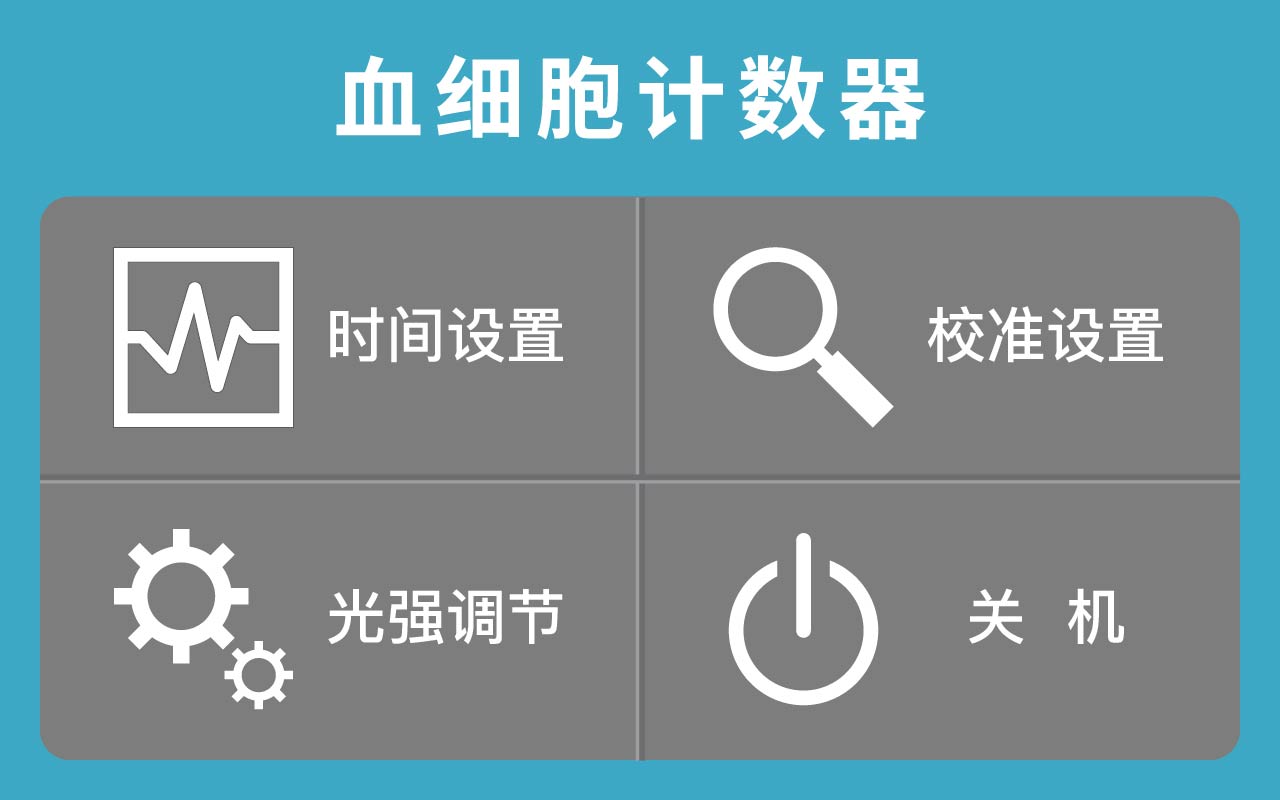 血细胞计数器
时间设置
校准设置
光强调节
关 机